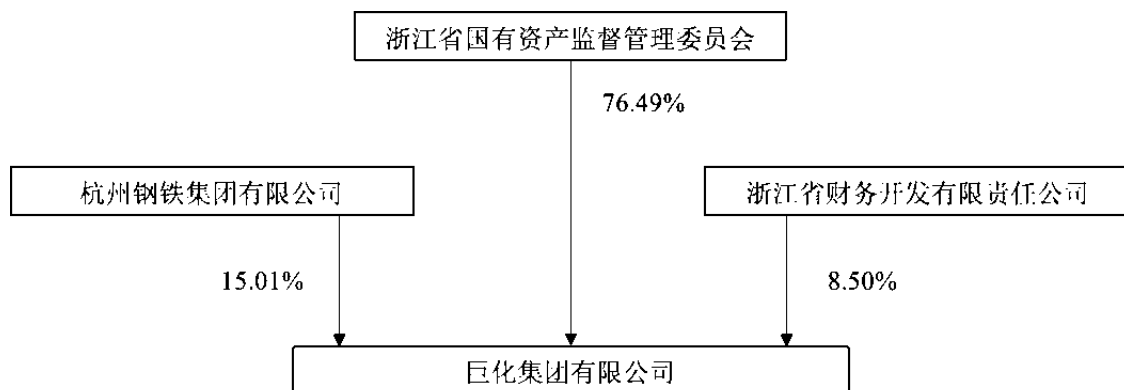 浙江省国有资产监督管理委员会
76.49%
杭州钢铁集团有限公司
浙江省财务开发有限责任公司
15.01%
8.50%
巨化集团有限公司